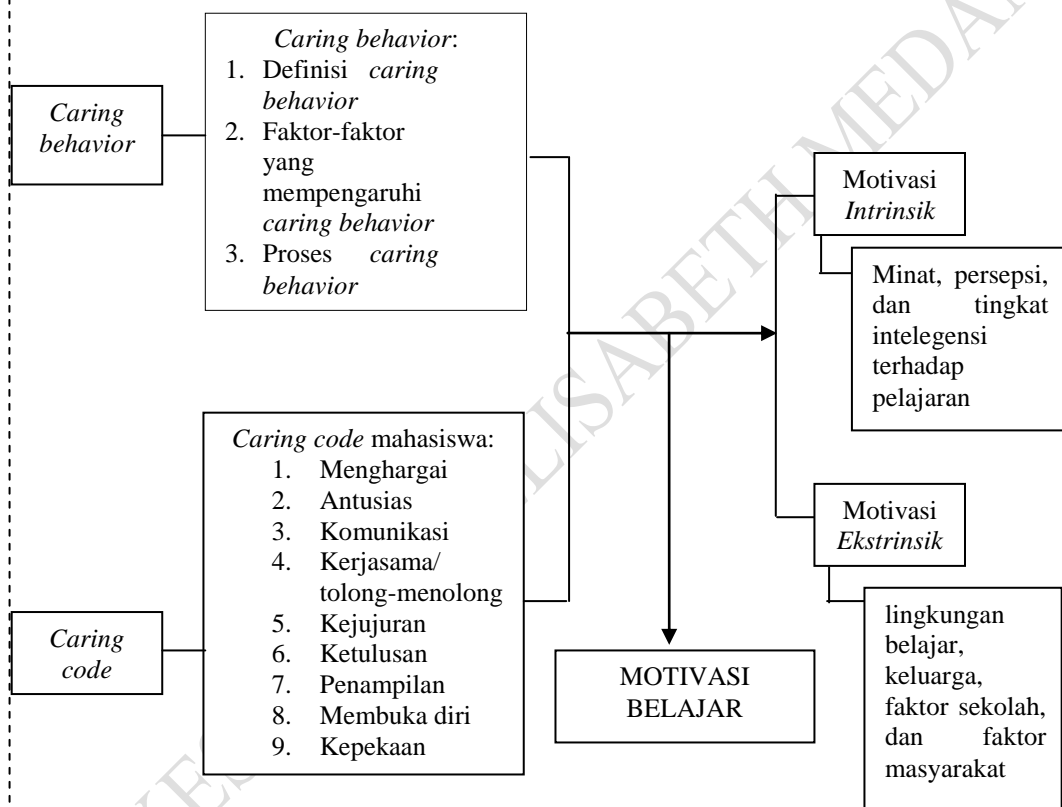 Caring
behavior
Caring behavior:
1. Definisi caring
behavior
2. Faktor-faktor
yang
mempengaruhi
caring behavior
3. Proses caring
behavior
Caring
code
Caring code mahasiswa:
1. Menghargai
2. Antusias
3. Komunikasi
4. Kerjasama/
tolong-menolong
5. Kejujuran
6. Ketulusan
7. Penampilan
8. Membuka diri
9. Kepekaan
MOTIVASI
BELAJAR
Motivasi
Intrinsik
Minat, persepsi,
dan tingkat
intelegensi
terhadap
pelajaran
Motivasi
Ekstrinsik
lingkungan
belajar,
keluarga,
faktor sekolah,
dan faktor
masyarakat